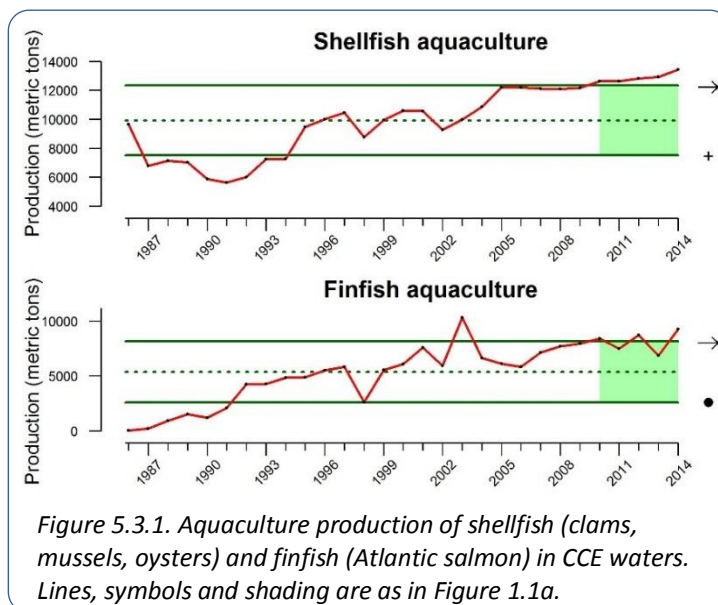 Shellfish aquaculture
Production (metric tons)
14000
12000
10000
8000
6000
4000
→
+
1987 1990 1993 1996 1999 2002 2005 2008 2011 2014
Finfish aquaculture
Production (metric tons)
10000
5000
0
→
●
1987 1990 1993 1996 1999 2002 2005 2008 2011 2014
Figure 5.3.1. Aquaculture production of shellfish (clams,
mussels, oysters) and finfish (Atlantic salmon) in CCE waters.
Lines, symbols and shading are as in Figure 1.1a.